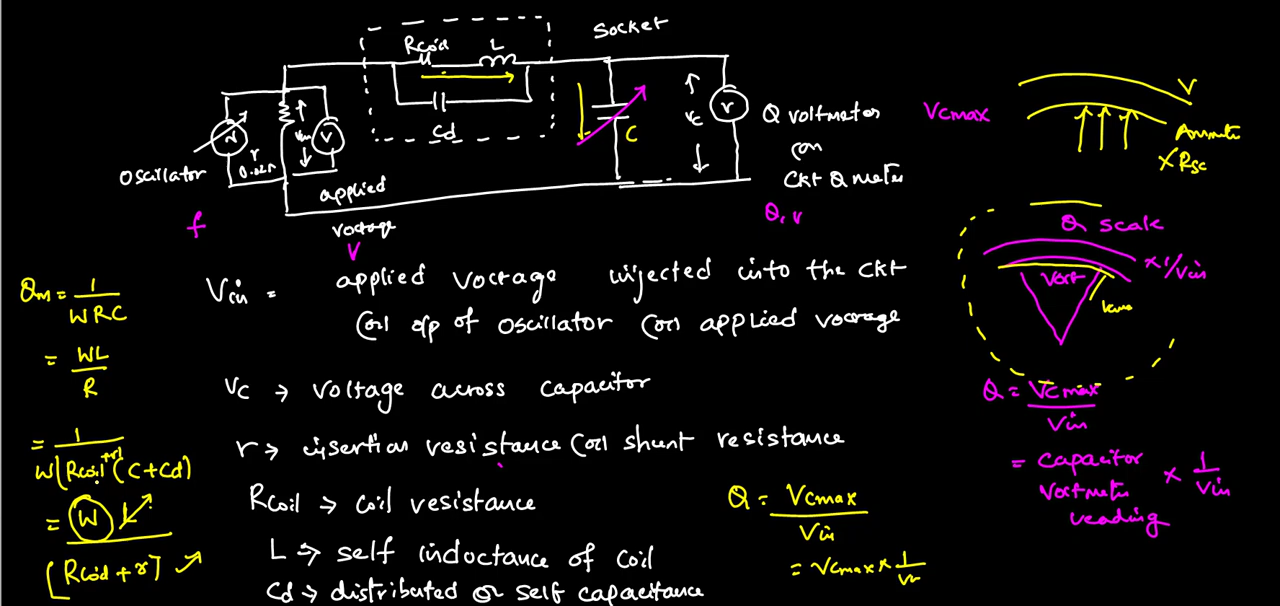 Socket
Rcoil L
Cd
C
Vc
V
Q voltmeter
(or)
Ckt Q meter
Oscillator
r
0.02Ω
Vin
V
applied
voltage
V
f
Q, V
Vcmax
V
Ammeter
x Rsc
Q scale
x 1/Vin
Volt
Qm = 1 / WRC
= WL / R
= 1 / W(Rcoil+r)(C+Cd)
= W L / [Rcoil + r]
Vin = applied voltage injected into the ckt
(or) o/p of oscillator (or) applied voltage
Vc → voltage across capacitor
r → insertion resistance (or) shunt resistance
Rcoil → coil resistance
L → self inductance of coil
Cd → distributed or self capacitance
Q = Vcmax / Vin
= Vcmax x 1/Vin
Q = Vcmax / Vin
= Capacitor
Voltmeter
reading
x 1 / Vin